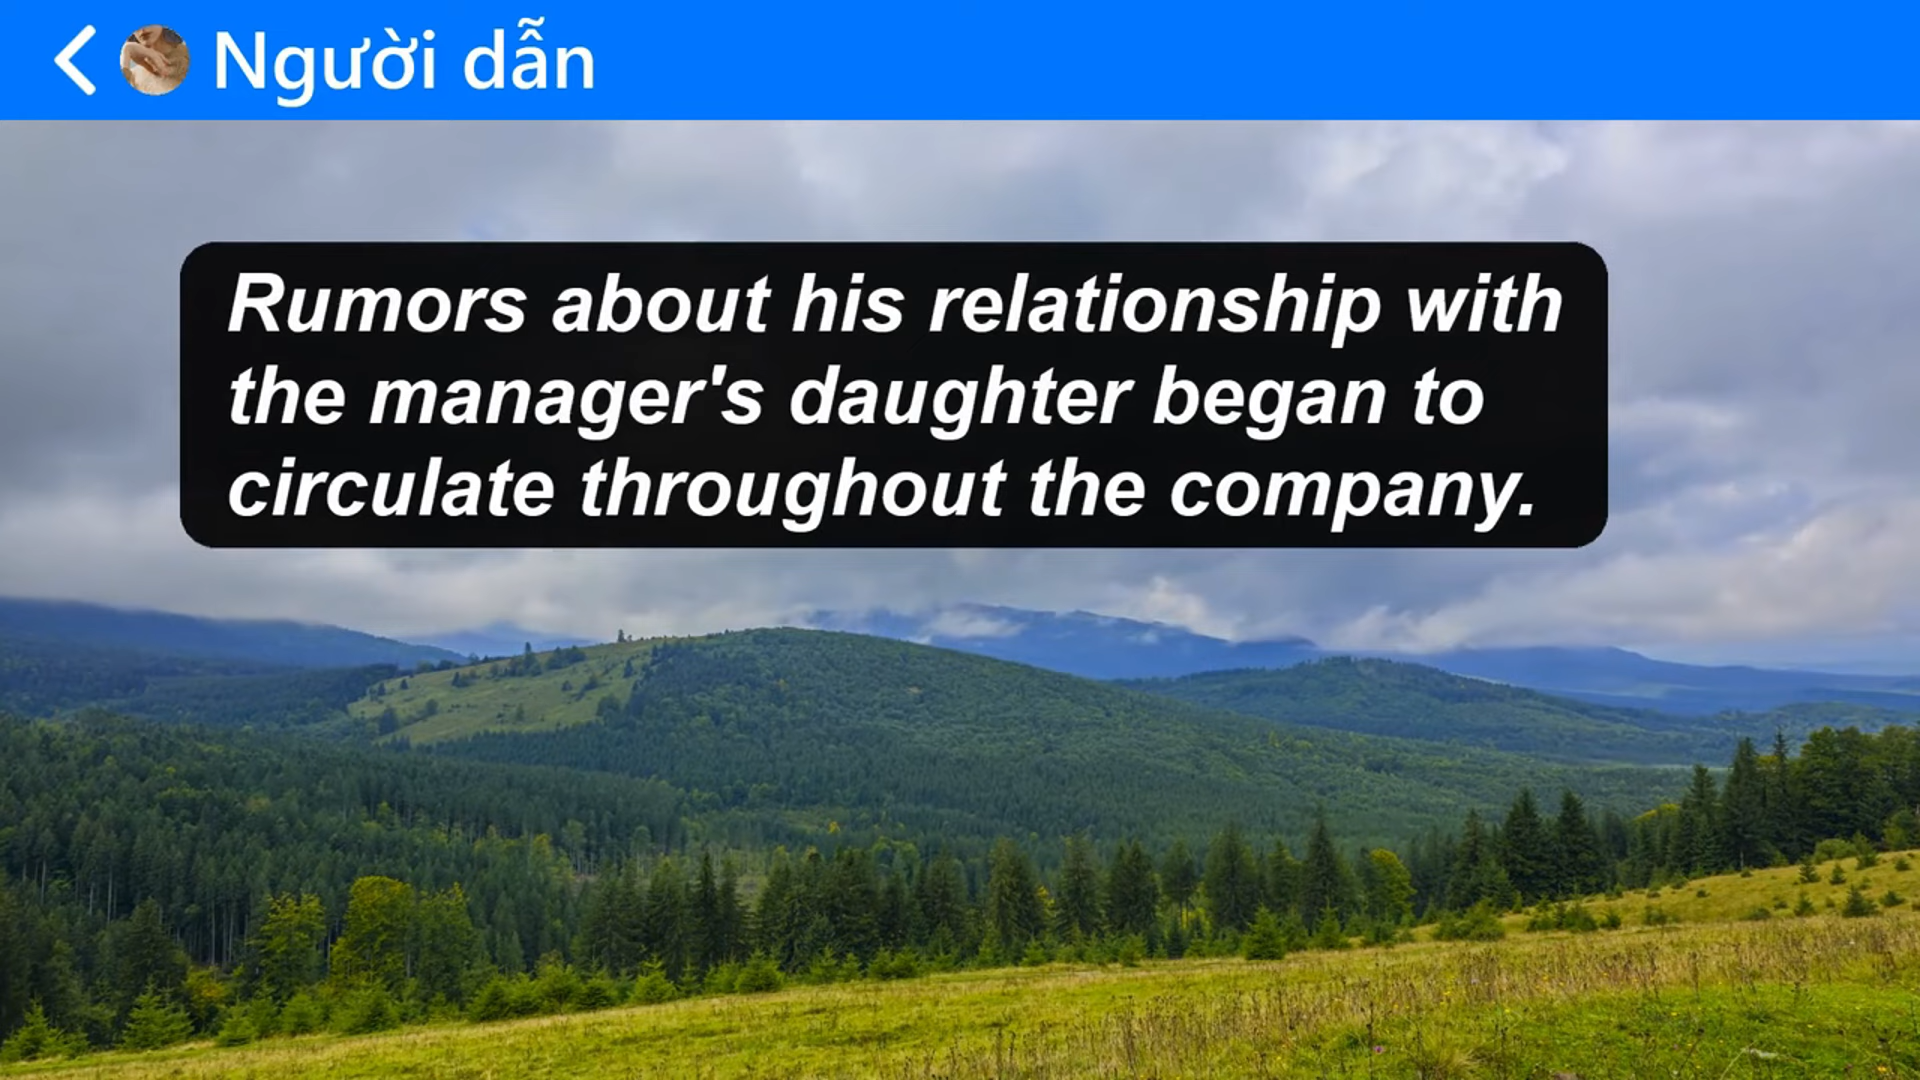 Người dẫn
Rumors about his relationship with
the manager's daughter began to
circulate throughout the company.